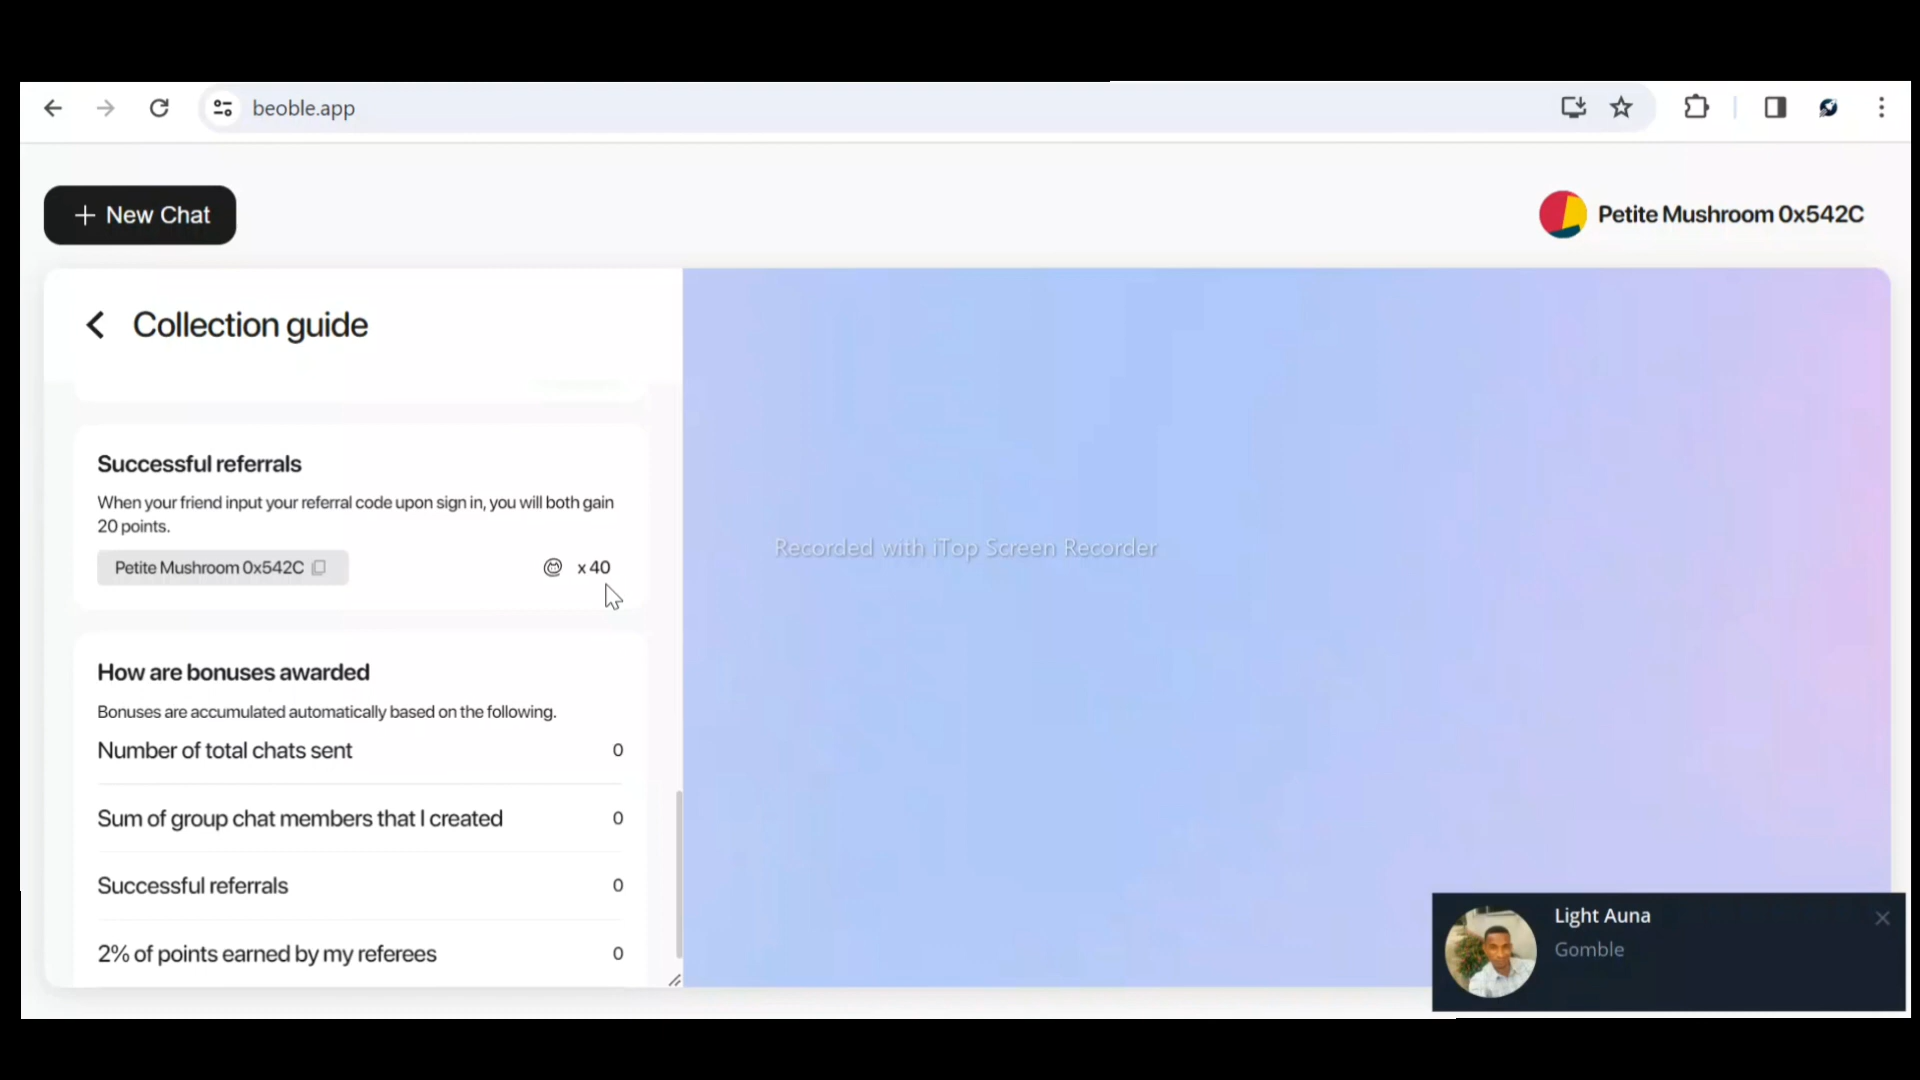 beoble.app
+ New Chat
Petite Mushroom 0x542C
Collection guide
Successful referrals
When your friend input your referral code upon sign in, you will both gain
20 points.
Petite Mushroom 0x542C
x 40
How are bonuses awarded
Bonuses are accumulated automatically based on the following.
Number of total chats sent 0
Sum of group chat members that I created 0
Successful referrals 0
2% of points earned by my referees 0
Recorded with iTop Screen Recorder
Light Auna
Gomble